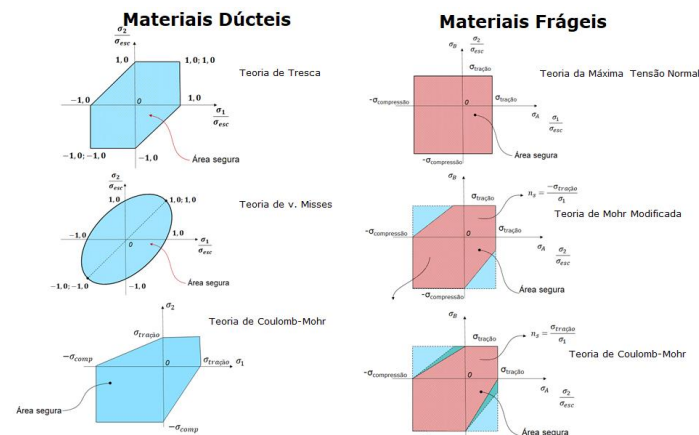 Materiais Dúcteis
σ₂
σₑₛ꜀
1,0
1,0; 1,0
Teoria de Tresca
−1,0
0
1,0
σ₁
σₑₛ꜀
−1,0; −1,0
−1,0
Área segura
σ₂
σₑₛ꜀
1,0
1,0; 1,0
Teoria de v. Misses
−1,0
0
1,0
σ₁
σₑₛ꜀
−1,0; −1,0
−1,0
Área segura
σ₂
Teoria de Coulomb-Mohr
σtração
−σcomp
0
σtração
σ₁
Área segura
−σcomp
Materiais Frágeis
σB
σ₂
σesc
σtração
Teoria da Máxima Tensão Normal
-σcompressão
0
σA
σ₁
σesc
Área segura
-σcompressão
σB
σtração
nₛ = −σtração
σ₁
Teoria de Mohr Modificada
-σcompressão
0
σtração
σA
σ₂
σesc
Área segura
-σcompressão
σB
σtração
nₛ = σtração
σ₁
Teoria de Coulomb-Mohr
-σcompressão
0
σtração
σA
σ₂
σesc
Área segura